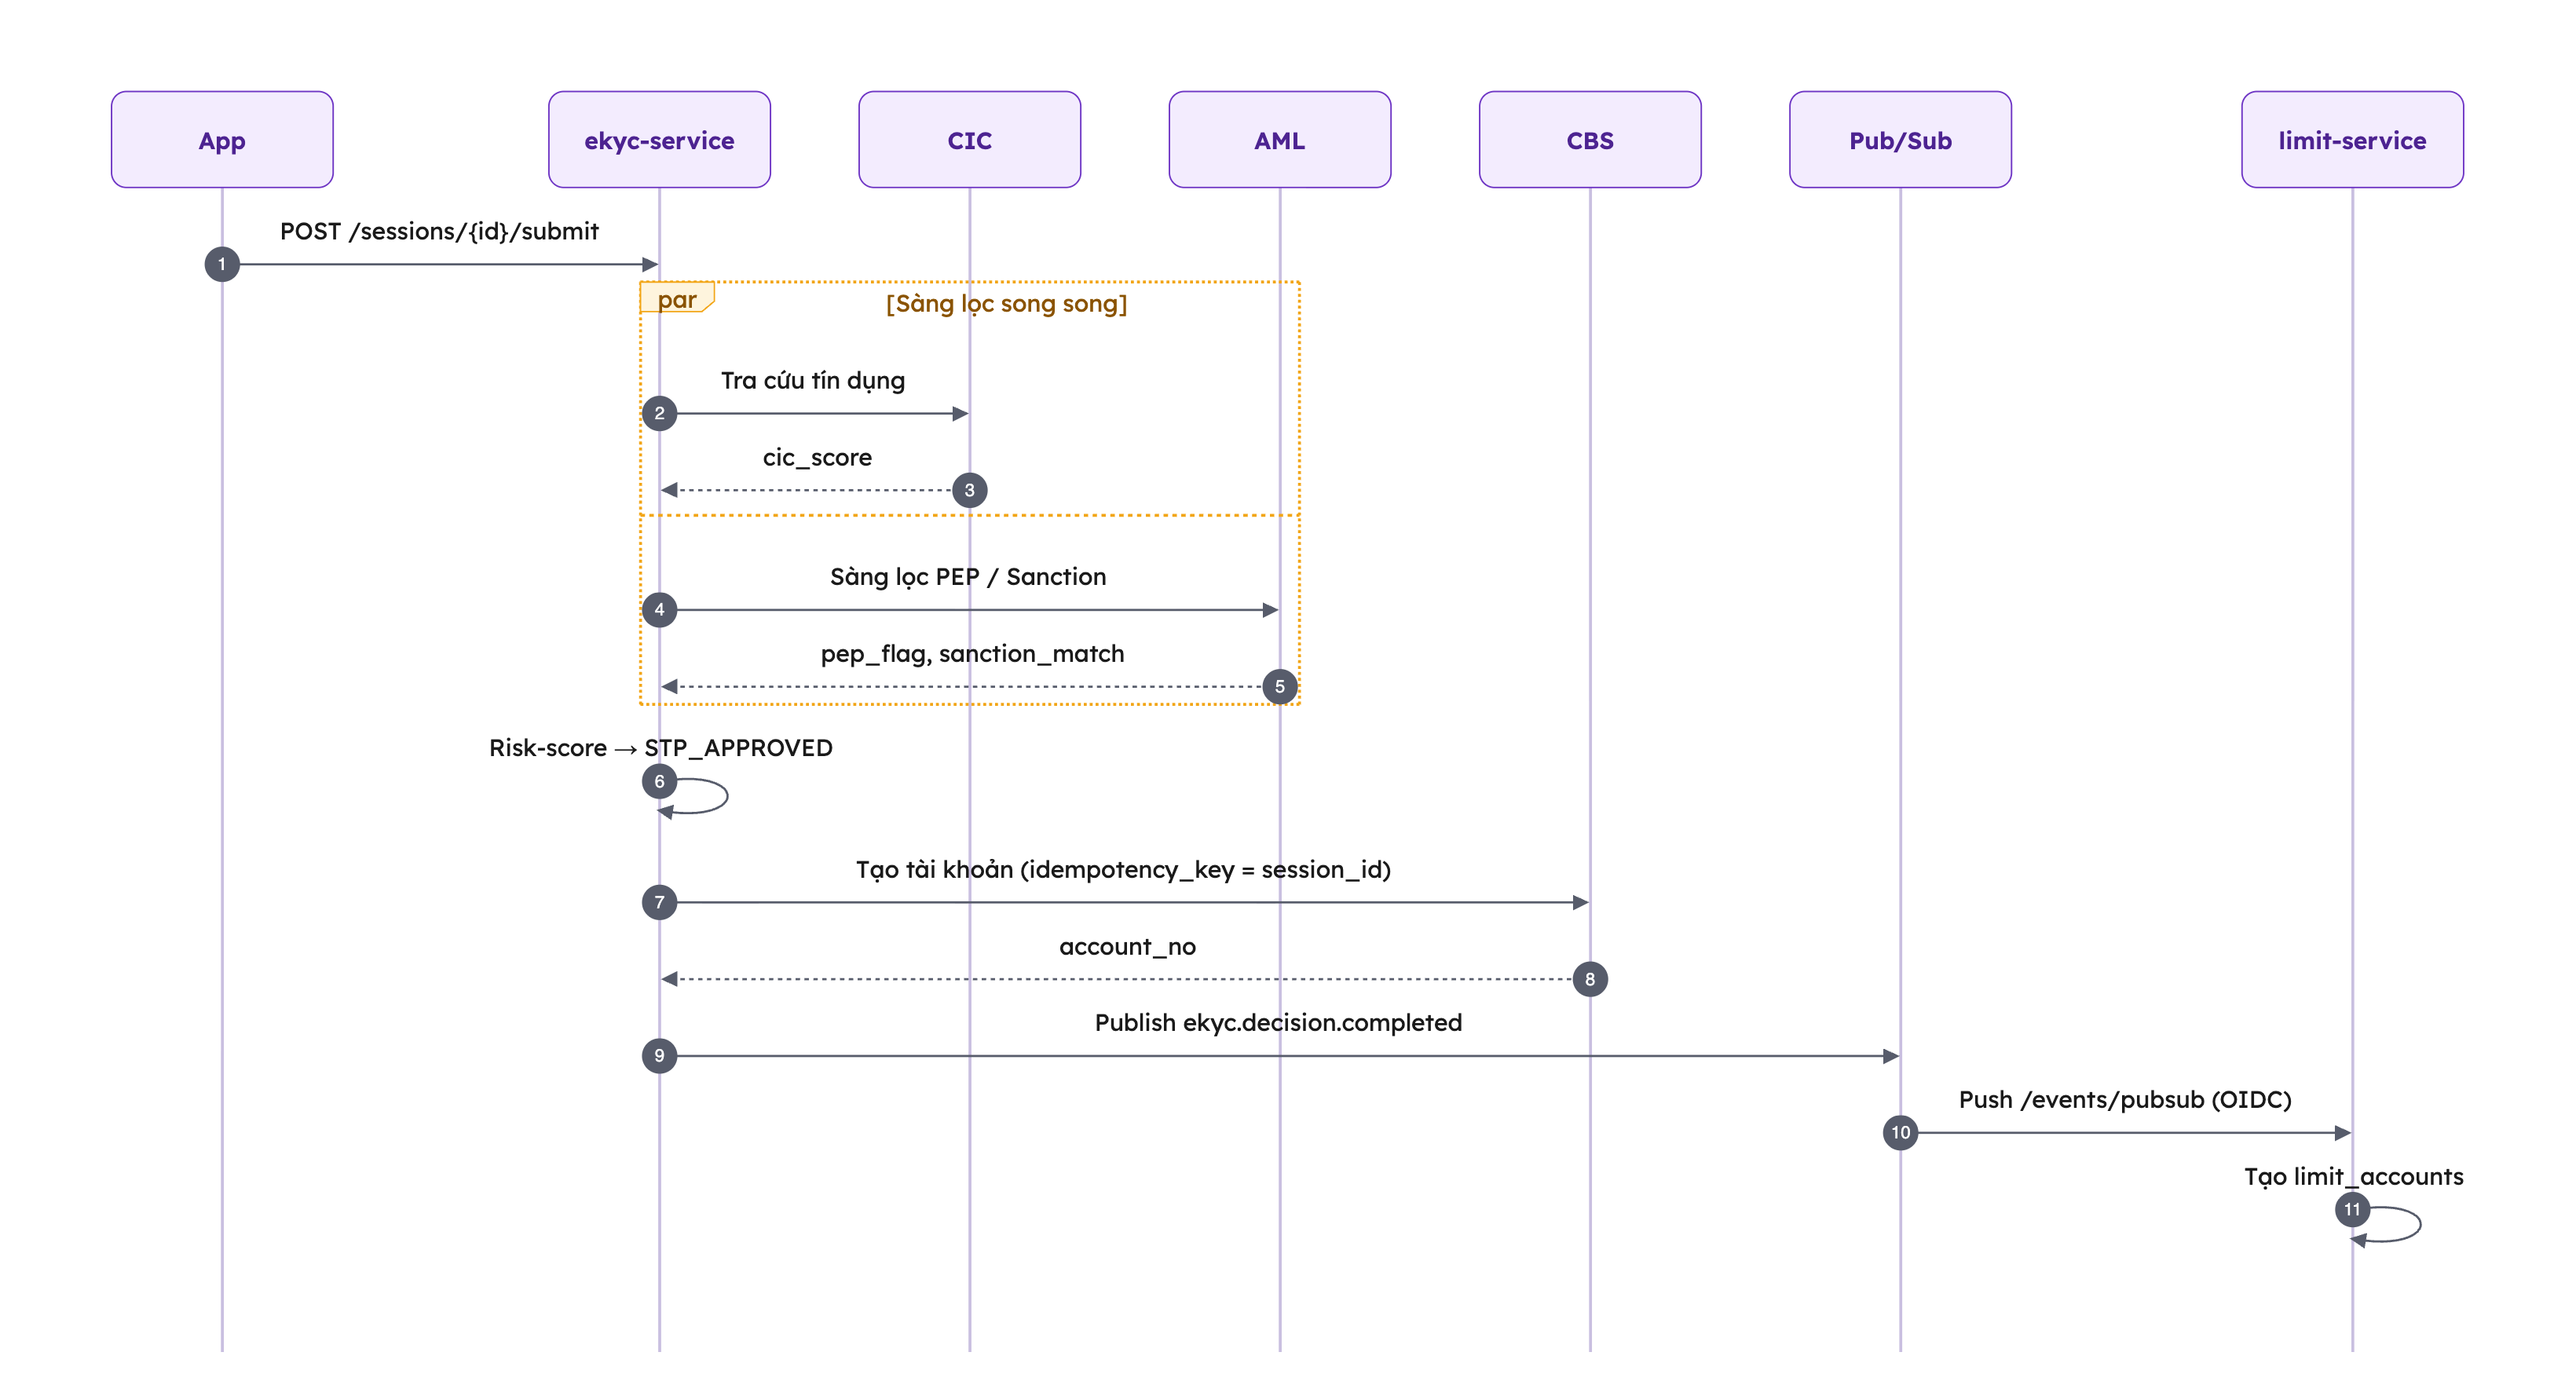 App
ekyc-service
CIC
AML
CBS
Pub/Sub
limit-service
POST /sessions/{id}/submit
1
par
[Sàng lọc song song]
Tra cứu tín dụng
2
cic_score
3
Sàng lọc PEP / Sanction
4
pep_flag, sanction_match
5
Risk-score → STP_APPROVED
6
Tạo tài khoản (idempotency_key = session_id)
7
account_no
8
Publish ekyc.decision.completed
9
Push /events/pubsub (OIDC)
10
Tạo limit_accounts
11